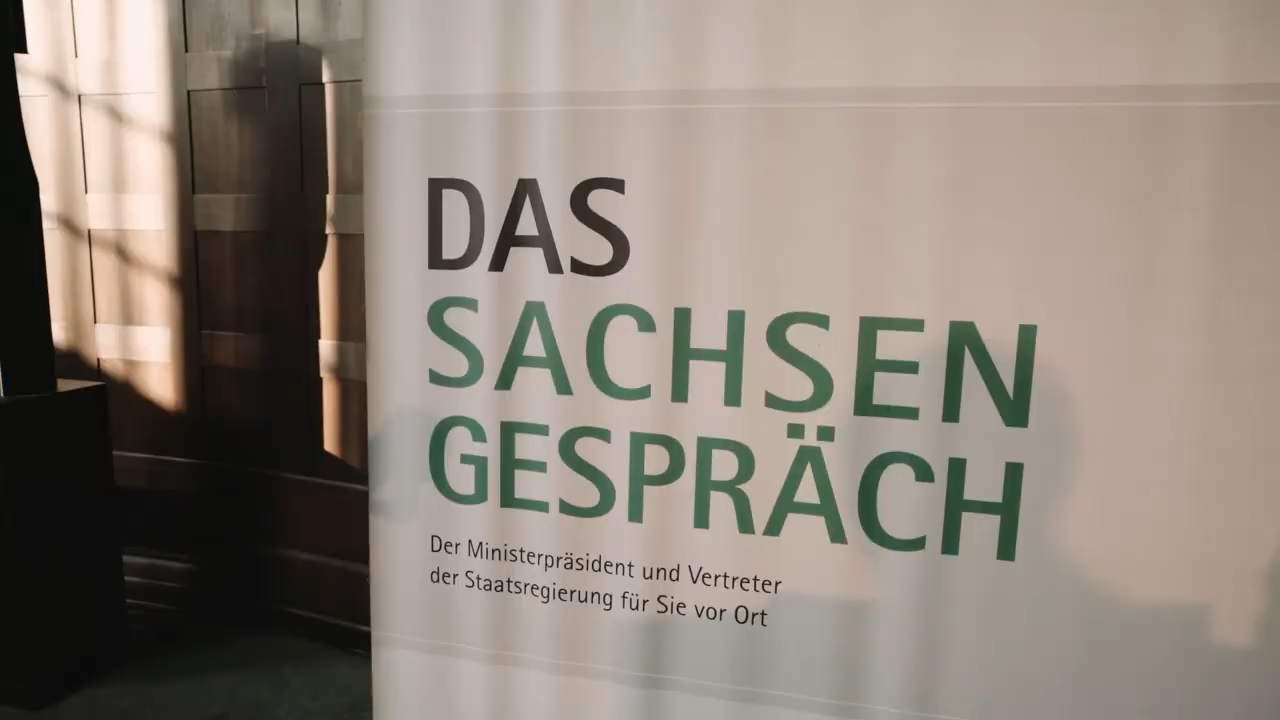 DAS
SACHSEN
GESPRÄCH
Der Ministerpräsident und Vertreter
der Staatsregierung für Sie vor Ort